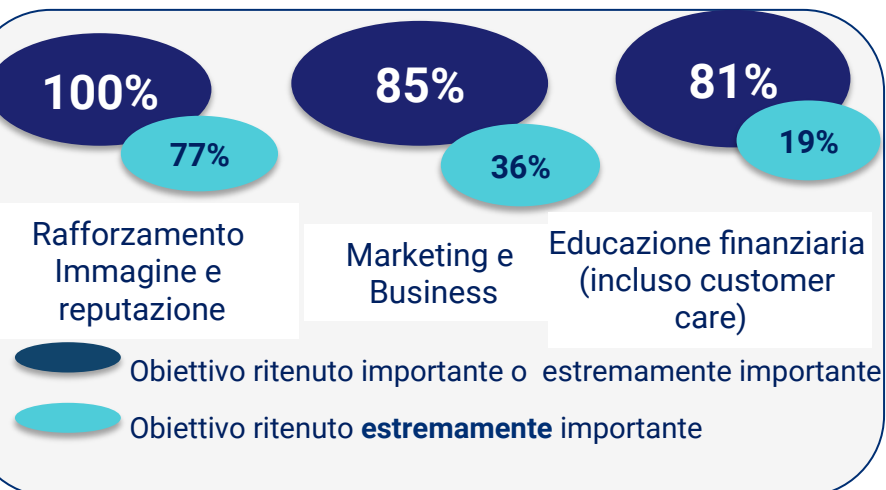 100%
77%
Rafforzamento
Immagine e
reputazione
85%
36%
Marketing e
Business
81%
19%
Educazione finanziaria
(incluso customer
care)
Obiettivo ritenuto importante o estremamente importante
Obiettivo ritenuto estremamente importante